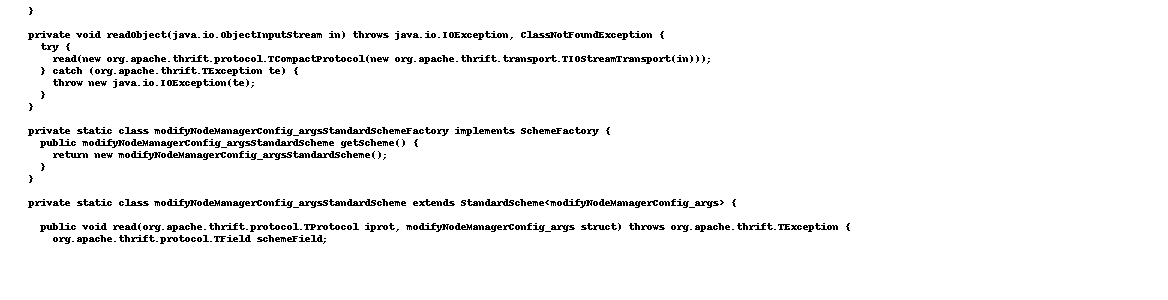 }
private void readObject(java.io.ObjectInputStream in) throws java.io.IOException, ClassNotFoundException {
try {
read(new org.apache.thrift.protocol.TCompactProtocol(new org.apache.thrift.transport.TIOStreamTransport(in)));
} catch (org.apache.thrift.TException te) {
throw new java.io.IOException(te);
}
}
private static class modifyNodeManagerConfig_argsStandardSchemeFactory implements SchemeFactory {
public modifyNodeManagerConfig_argsStandardScheme getScheme() {
return new modifyNodeManagerConfig_argsStandardScheme();
}
}
private static class modifyNodeManagerConfig_argsStandardScheme extends StandardScheme<modifyNodeManagerConfig_args> {
public void read(org.apache.thrift.protocol.TProtocol iprot, modifyNodeManagerConfig_args struct) throws org.apache.thrift.TException {
org.apache.thrift.protocol.TField schemeField;